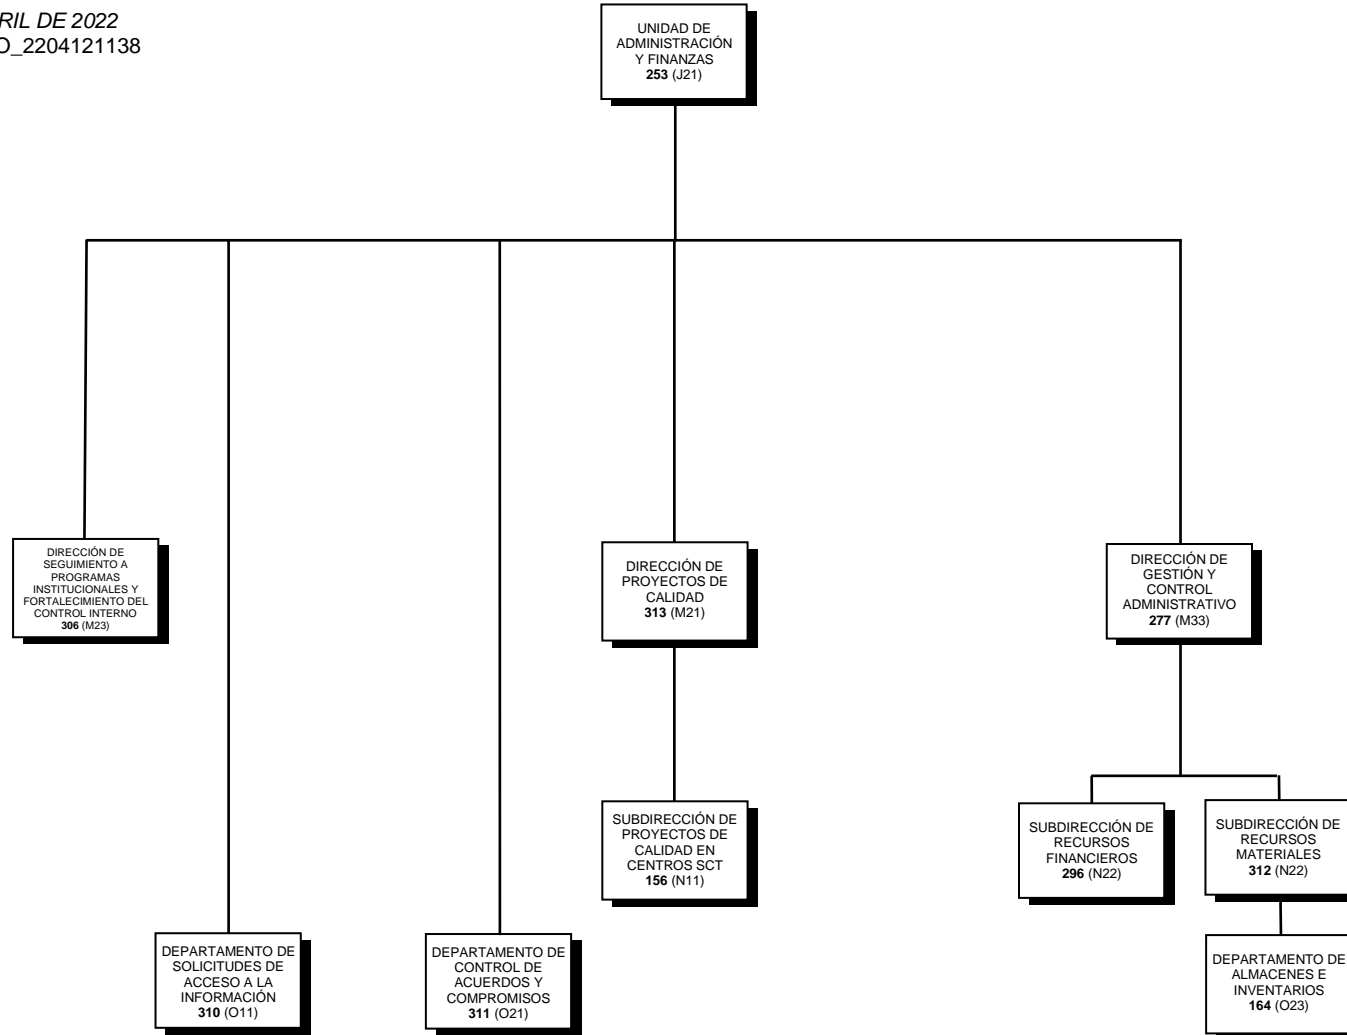 RIL DE 2022
O_2204121138
UNIDAD DE
ADMINISTRACIÓN
Y FINANZAS
253 (J21)
DIRECCIÓN DE
SEGUIMIENTO A
PROGRAMAS
INSTITUCIONALES Y
FORTALECIMIENTO DEL
CONTROL INTERNO
306 (M23)
DIRECCIÓN DE
PROYECTOS DE
CALIDAD
313 (M21)
DIRECCIÓN DE
GESTIÓN Y
CONTROL
ADMINISTRATIVO
277 (M33)
SUBDIRECCIÓN DE
PROYECTOS DE
CALIDAD EN
CENTROS SCT
156 (N11)
SUBDIRECCIÓN DE
RECURSOS
FINANCIEROS
296 (N22)
SUBDIRECCIÓN DE
RECURSOS
MATERIALES
312 (N22)
DEPARTAMENTO DE
SOLICITUDES DE
ACCESO A LA
INFORMACIÓN
310 (O11)
DEPARTAMENTO DE
CONTROL DE
ACUERDOS Y
COMPROMISOS
311 (O21)
DEPARTAMENTO DE
ALMACENES E
INVENTARIOS
164 (O23)